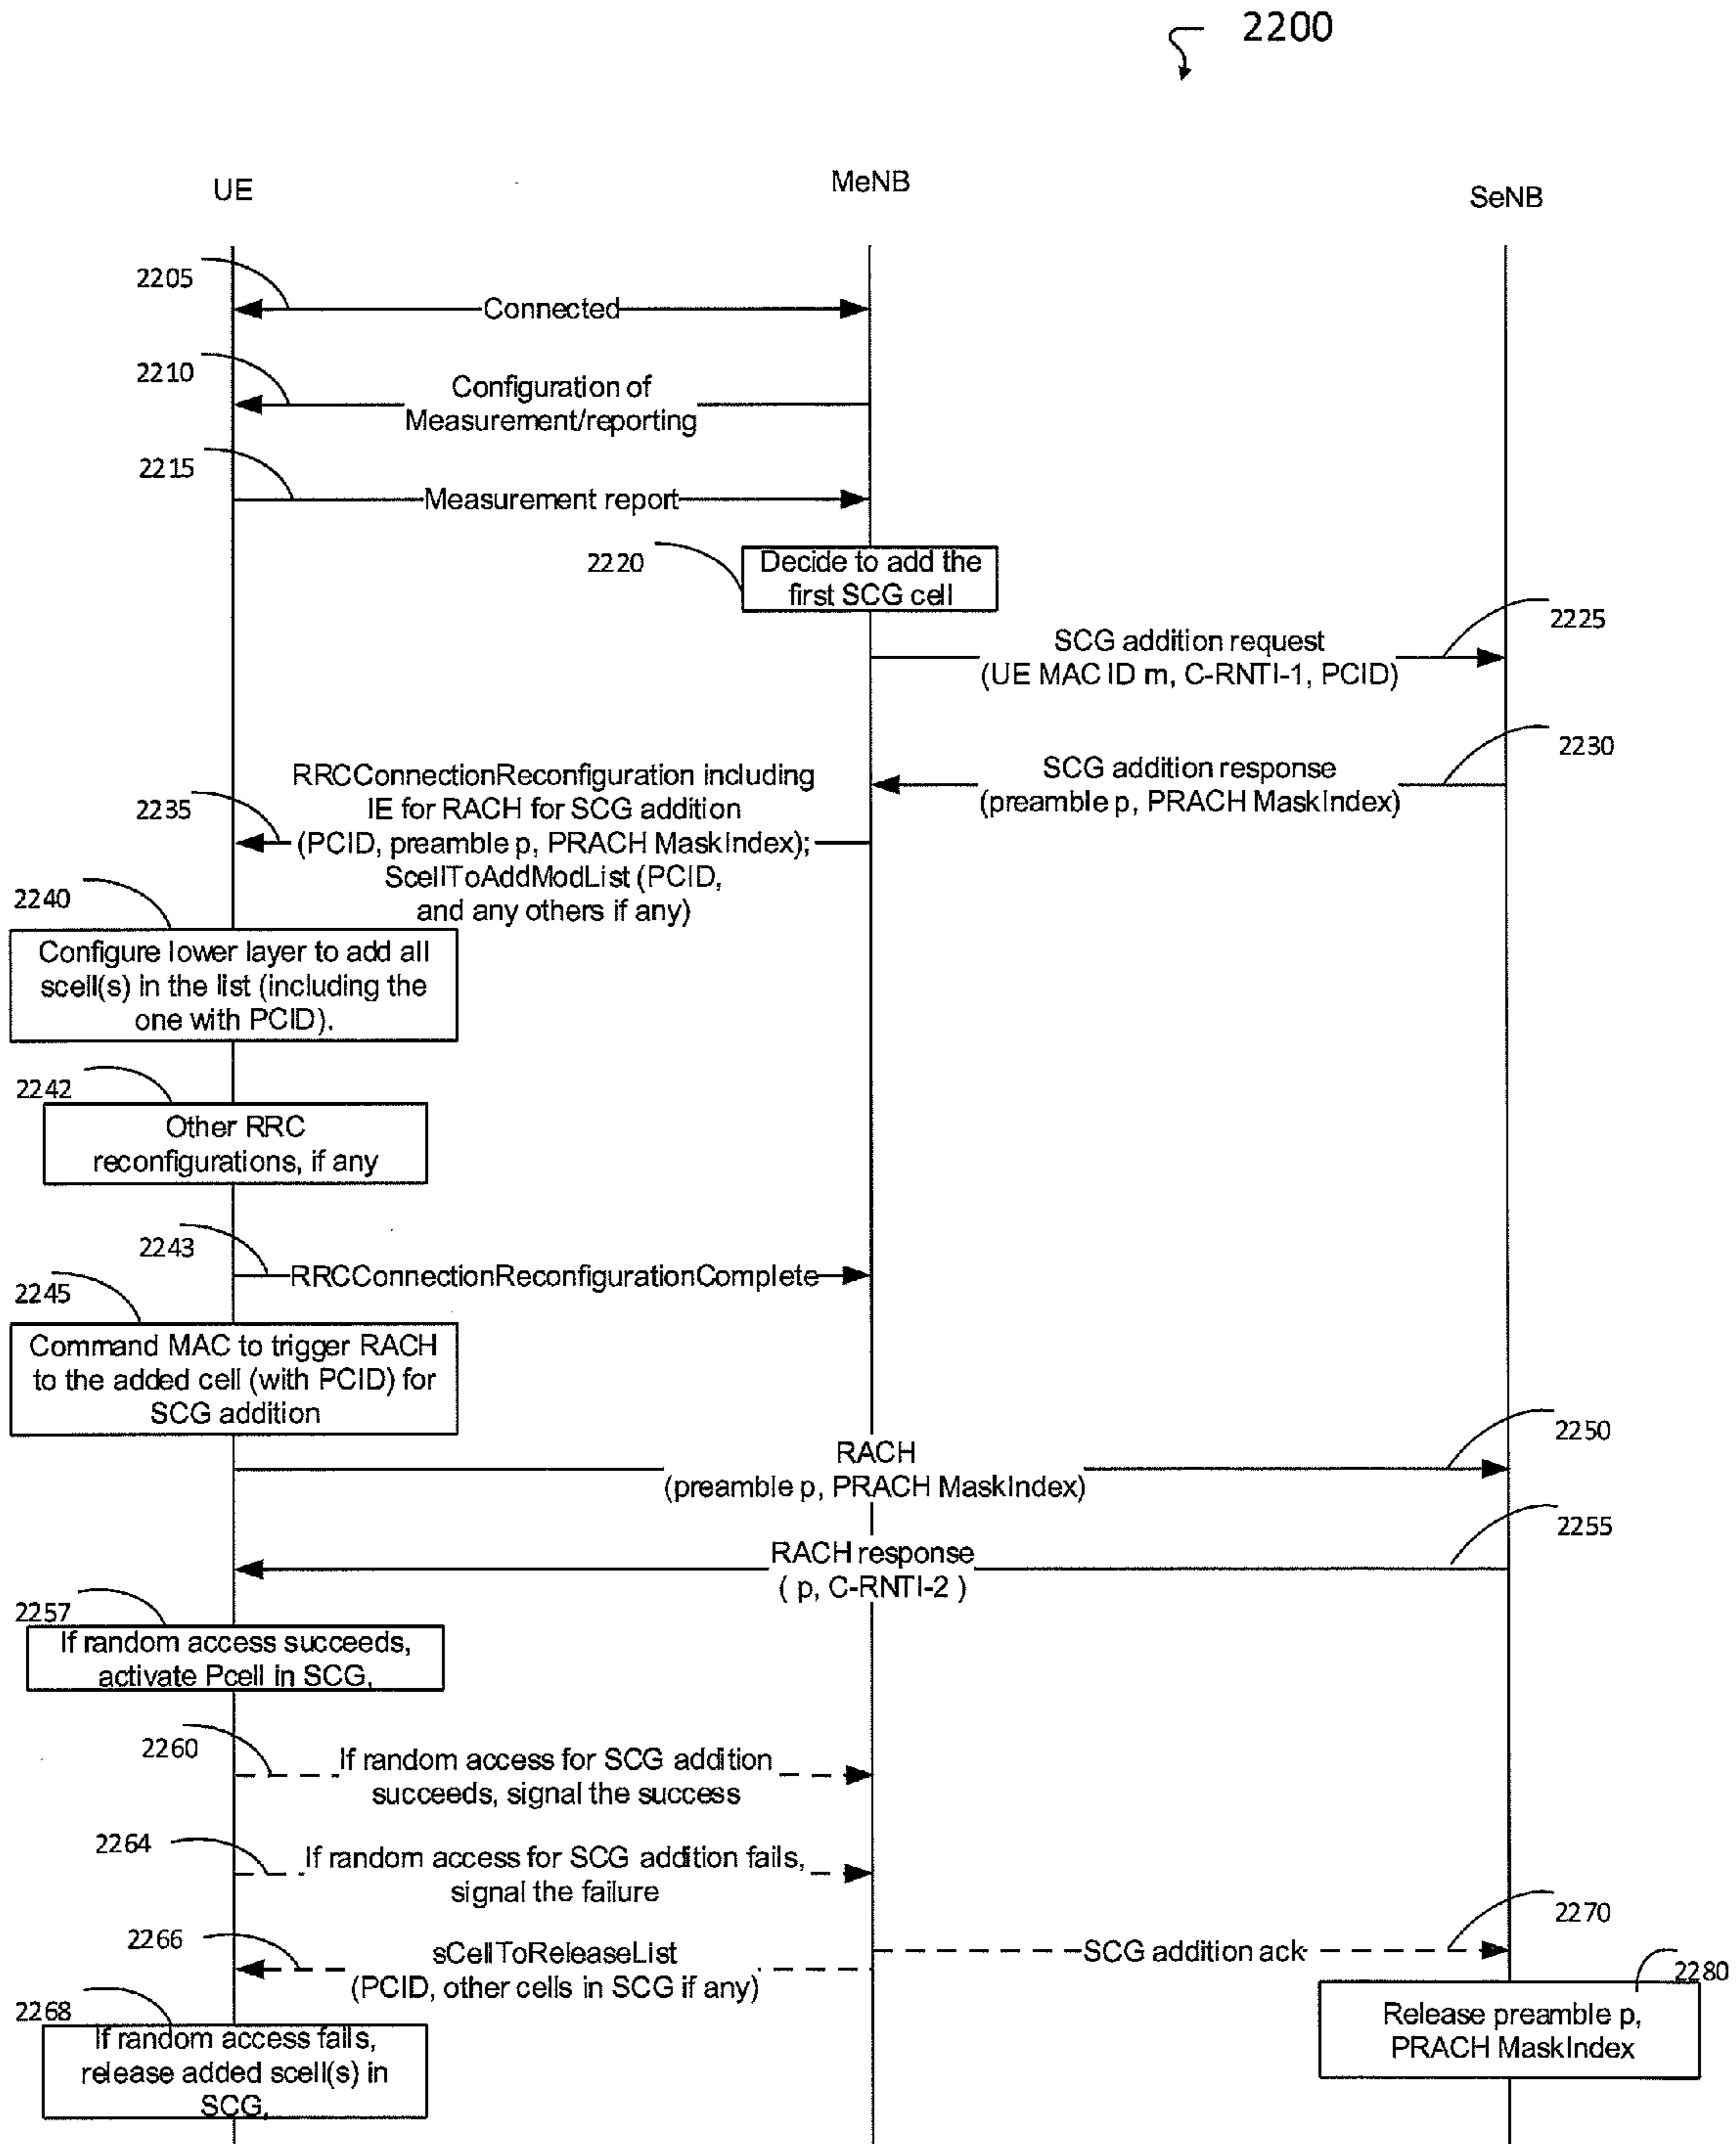 2200
UE
MeNB
SeNB
2205
Connected
2210
Configuration of
Measurement/reporting
2215
Measurement report
2220
Decide to add the
first SCG cell
2225
SCG addition request
(UE MAC ID m, C-RNTI-1, PCID)
2230
SCG addition response
(preamble p, PRACH MaskIndex)
2235
RRCConnectionReconfiguration including
IE for RACH for SCG addition
(PCID, preamble p, PRACH MaskIndex);
ScellToAddModList (PCID,
and any others if any)
2240
Configure lower layer to add all
scell(s) in the list (including the
one with PCID).
2242
Other RRC
reconfigurations, if any
2243
RRCConnectionReconfigurationComplete
2245
Command MAC to trigger RACH
to the added cell (with PCID) for
SCG addition
2250
RACH
(preamble p, PRACH MaskIndex)
2255
RACH response
( p, C-RNTI-2 )
2257
If random access succeeds,
activate Pcell in SCG,
2260
If random access for SCG addition
succeeds, signal the success
2264
If random access for SCG addition fails,
signal the failure
2266
sCellToReleaseList
(PCID, other cells in SCG if any)
2270
SCG addition ack
2280
Release preamble p,
PRACH MaskIndex
2268
If random access fails,
release added scell(s) in
SCG,